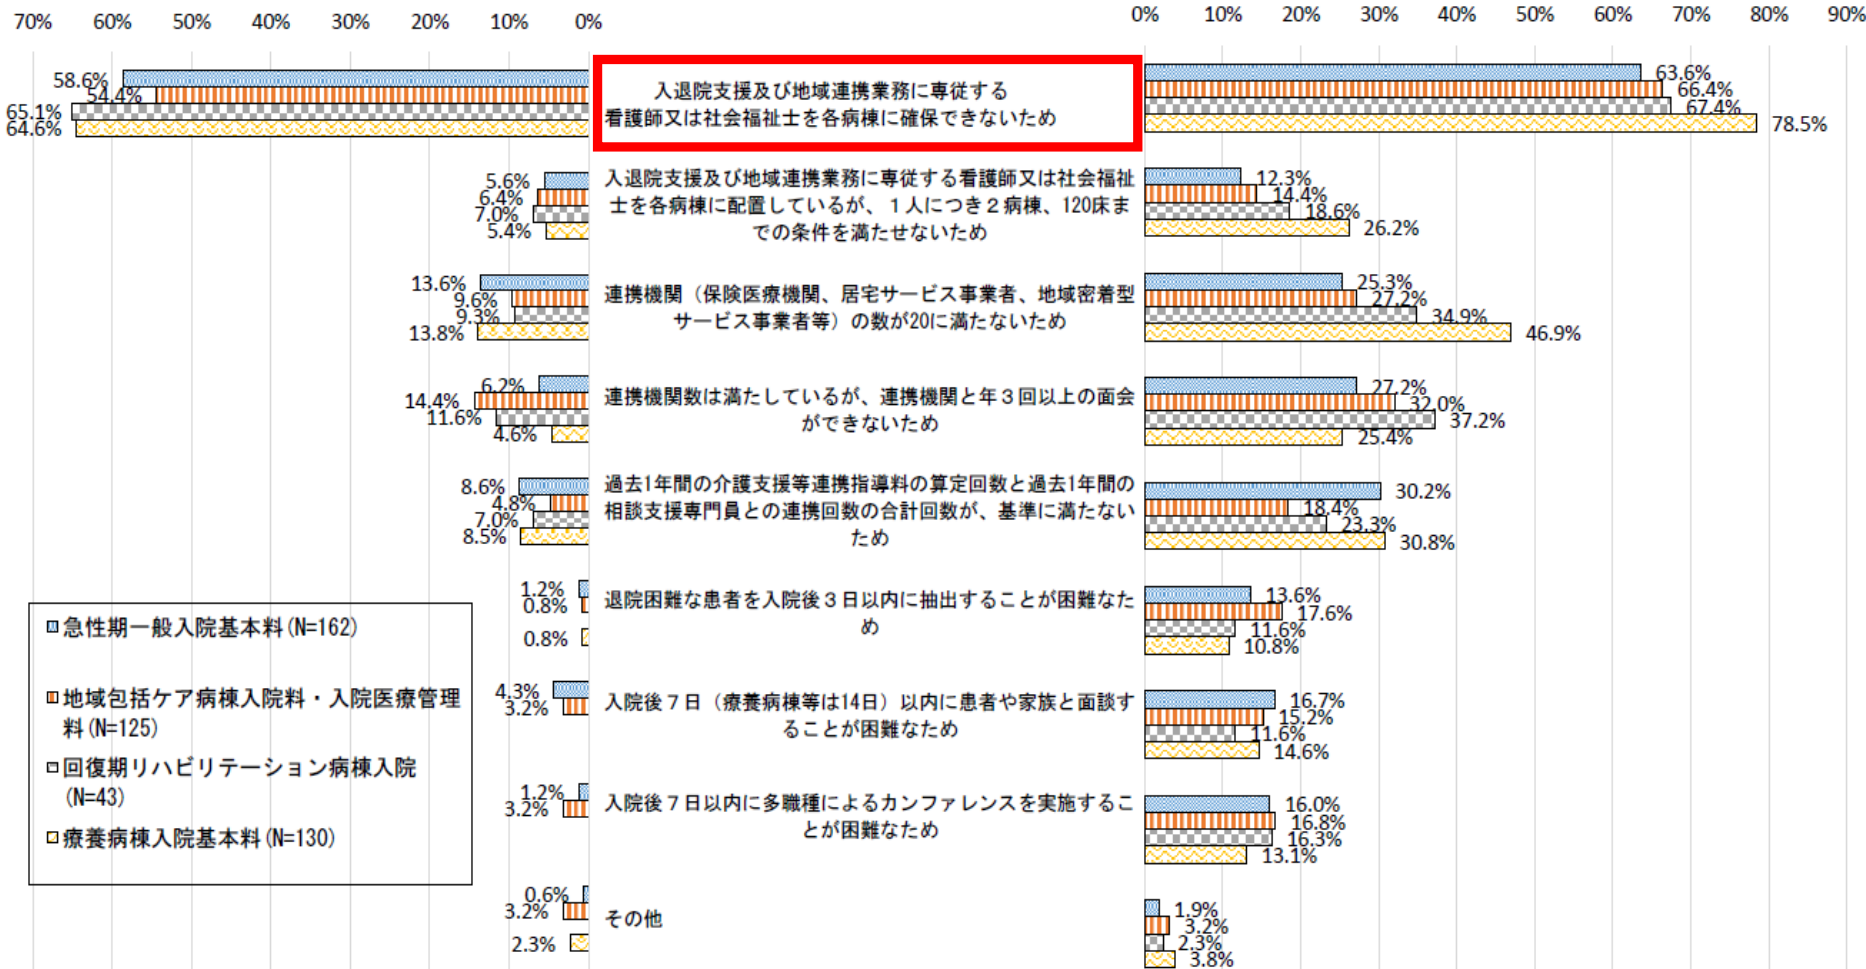 70% 60% 50% 40% 30% 20% 10% 0%
0% 10% 20% 30% 40% 50% 60% 70% 80% 90%
58.6%
54.4%
65.1%
64.6%
入退院支援及び地域連携業務に専従する
看護師又は社会福祉士を各病棟に確保できないため
63.6%
66.4%
67.4%
78.5%
5.6%
6.4%
7.0%
5.4%
入退院支援及び地域連携業務に専従する看護師又は社会福祉
士を各病棟に配置しているが、1人につき2病棟、120床ま
での条件を満たせないため
12.3%
14.4%
18.6%
26.2%
13.6%
9.6%
9.3%
13.8%
連携機関（保険医療機関、居宅サービス事業者、地域密着型
サービス事業者等）の数が20に満たないため
25.3%
27.2%
34.9%
46.9%
6.2%
14.4%
11.6%
4.6%
連携機関数は満たしているが、連携機関と年３回以上の面会
ができないため
27.2%
32.0%
37.2%
25.4%
8.6%
4.8%
7.0%
8.5%
過去1年間の介護支援等連携指導料の算定回数と過去1年間の
相談支援専門員との連携回数の合計回数が、基準に満たない
ため
30.2%
18.4%
23.3%
30.8%
1.2%
0.8%
0.8%
退院困難な患者を入院後３日以内に抽出することが困難なた
め
13.6%
17.6%
11.6%
10.8%
4.3%
3.2%
入院後７日（療養病棟等は14日）以内に患者や家族と面談す
ることが困難なため
16.7%
15.2%
11.6%
14.6%
1.2%
3.2%
入院後７日以内に多職種によるカンファレンスを実施するこ
とが困難なため
16.0%
16.8%
16.3%
13.1%
0.6%
3.2%
2.3%
その他
1.9%
3.2%
2.3%
3.8%
急性期一般入院基本料(N=162)
地域包括ケア病棟入院料・入院医療管理
料(N=125)
回復期リハビリテーション病棟入院
(N=43)
療養病棟入院基本料(N=130)